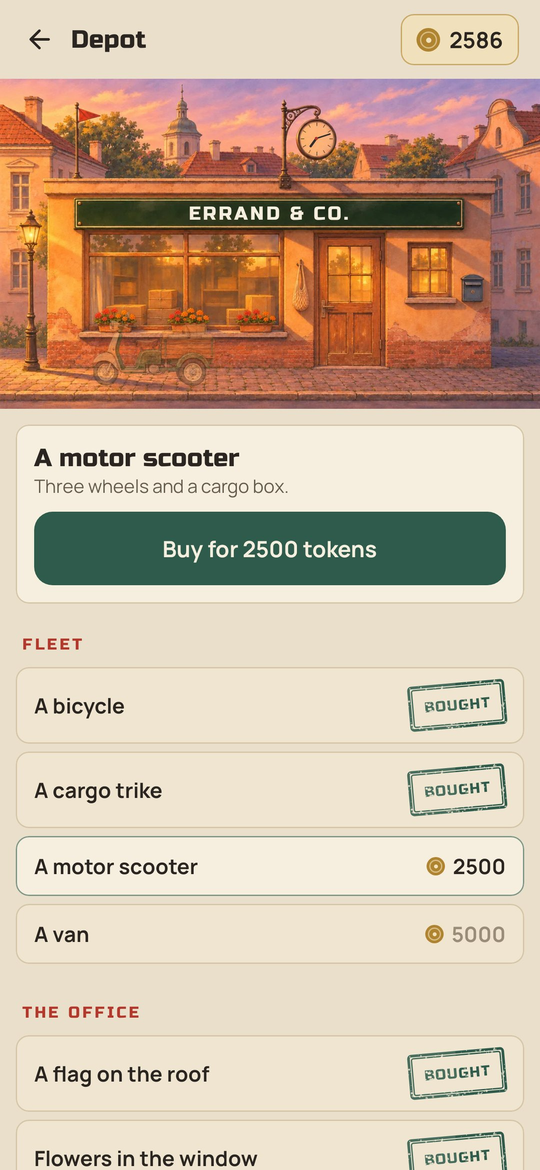 Depot
2586
ERRAND & CO.
A motor scooter
Three wheels and a cargo box.
Buy for 2500 tokens
FLEET
A bicycle
BOUGHT
A cargo trike
BOUGHT
A motor scooter
2500
A van
5000
THE OFFICE
A flag on the roof
BOUGHT
Flowers in the window
BOUGHT